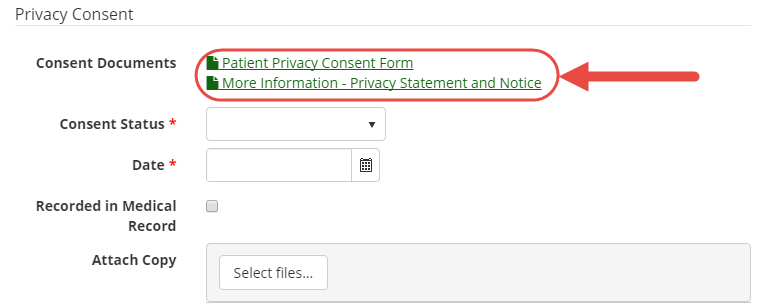 Privacy Consent
Consent Documents
Patient Privacy Consent Form
More Information - Privacy Statement and Notice
Consent Status *
Date *
Recorded in Medical
Record
Attach Copy
Select files...